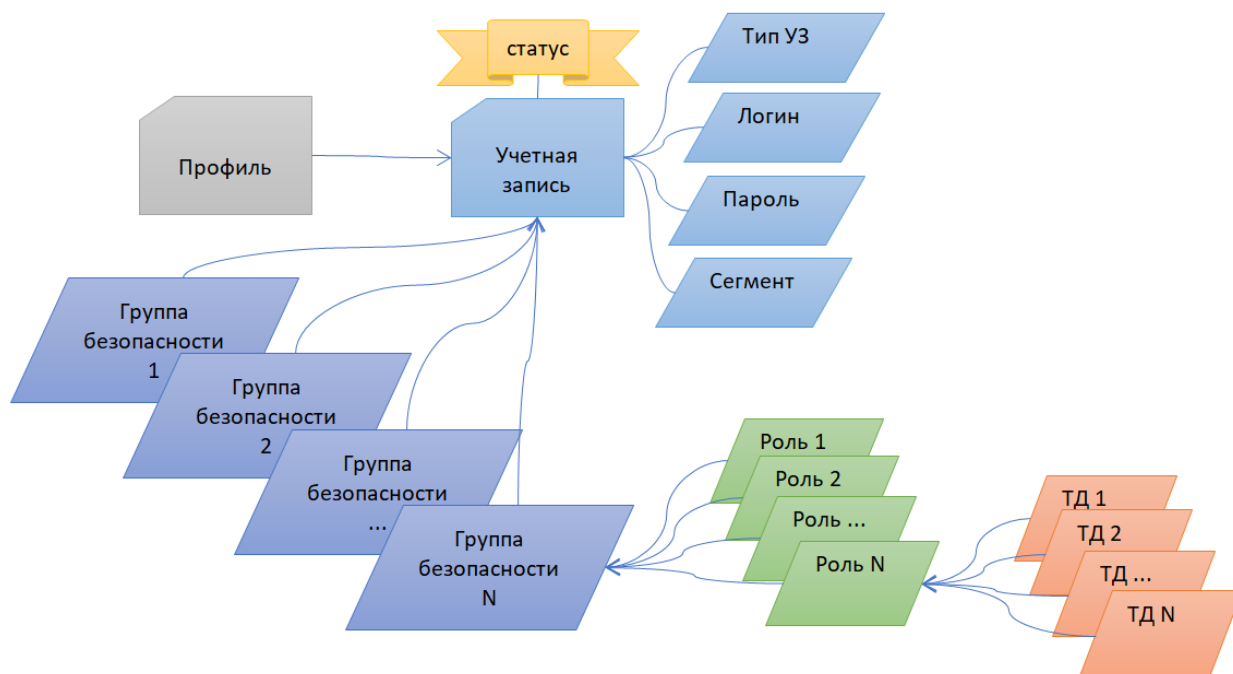 статус
Тип УЗ
Логин
Профиль
Учетная
запись
Пароль
Сегмент
Группа
безопасности
1
Группа
безопасности
2
Группа
безопасности
...
Группа
безопасности
N
Роль 1
Роль 2
Роль ...
Роль N
ТД 1
ТД 2
ТД ...
ТД N